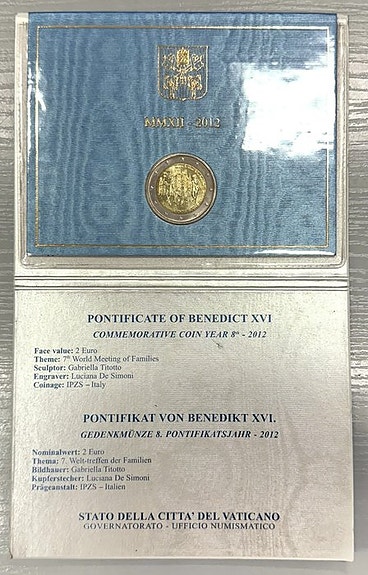 MMXII - 2012
PONTIFICATE OF BENEDICT XVI
COMMEMORATIVE COIN YEAR 8° - 2012
Face value: 2 Euro
Theme: 7th World Meeting of Families
Sculptor: Gabriella Titotto
Engraver: Luciana De Simoni
Coinage: IPZS – Italy
PONTIFIKAT VON BENEDIKT XVI.
GEDENKMÜNZE 8. PONTIFIKATSJAHR - 2012
Nominalwert: 2 Euro
Thema: 7. Welt-treffen der Familien
Bildhauer: Gabriella Titotto
Kupferstecher: Luciana De Simoni
Prägeanstalt: IPZS – Italien
STATO DELLA CITTA' DEL VATICANO
GOVERNATORATO - UFFICIO NUMISMATICO